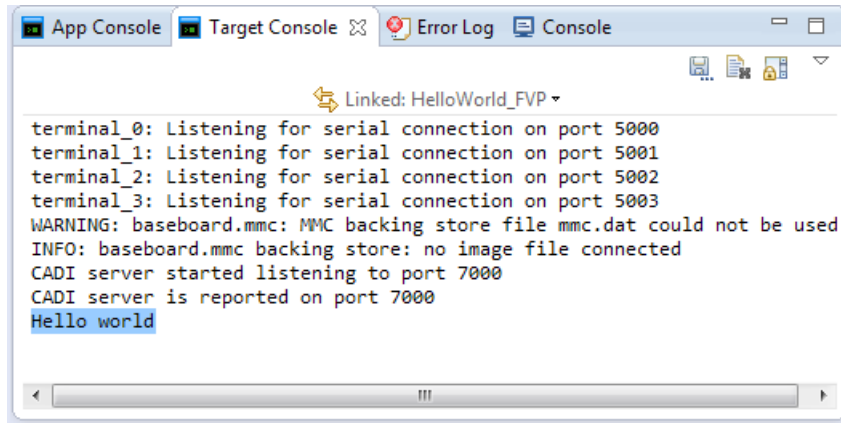 App Console Target Console Error Log Console
Linked: HelloWorld_FVP
terminal_0: Listening for serial connection on port 5000
terminal_1: Listening for serial connection on port 5001
terminal_2: Listening for serial connection on port 5002
terminal_3: Listening for serial connection on port 5003
WARNING: baseboard.mmc: MMC backing store file mmc.dat could not be used
INFO: baseboard.mmc backing store: no image file connected
CADI server started listening to port 7000
CADI server is reported on port 7000
Hello world